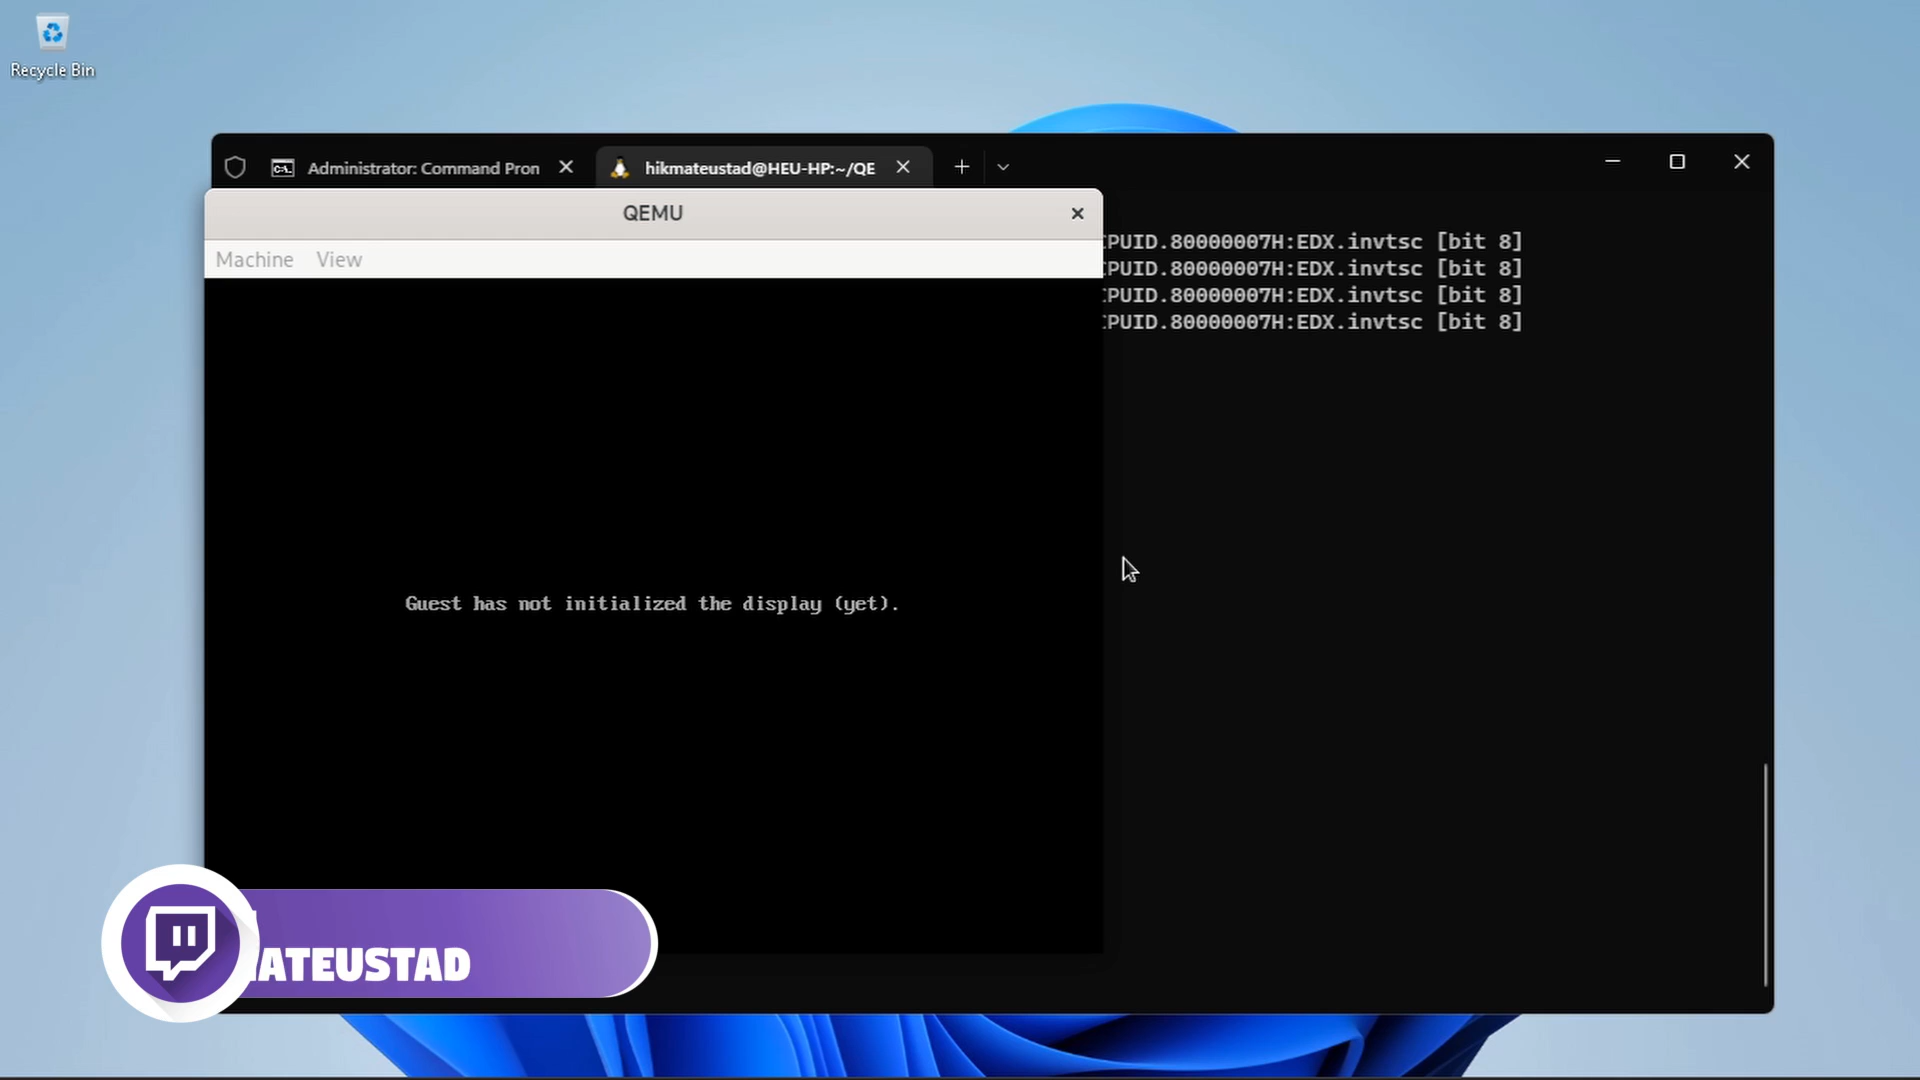 Recycle Bin
Administrator: Command Pron
hikmateustad@HEU-HP:~/QE
QEMU
Machine View
PUID.80000007H:EDX.invtsc [bit 8]
PUID.80000007H:EDX.invtsc [bit 8]
PUID.80000007H:EDX.invtsc [bit 8]
PUID.80000007H:EDX.invtsc [bit 8]
Guest has not initialized the display (yet).
ATEUSTAD